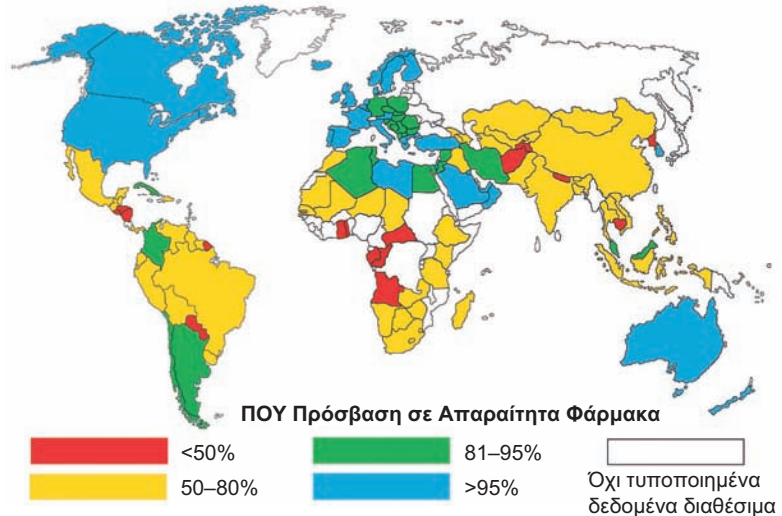 ΠΟΥ Πρόσβαση σε Απαραίτητα Φάρμακα
<50%
81–95%
50–80%
>95%
Όχι τυποποιημένα
δεδομένα διαθέσιμα